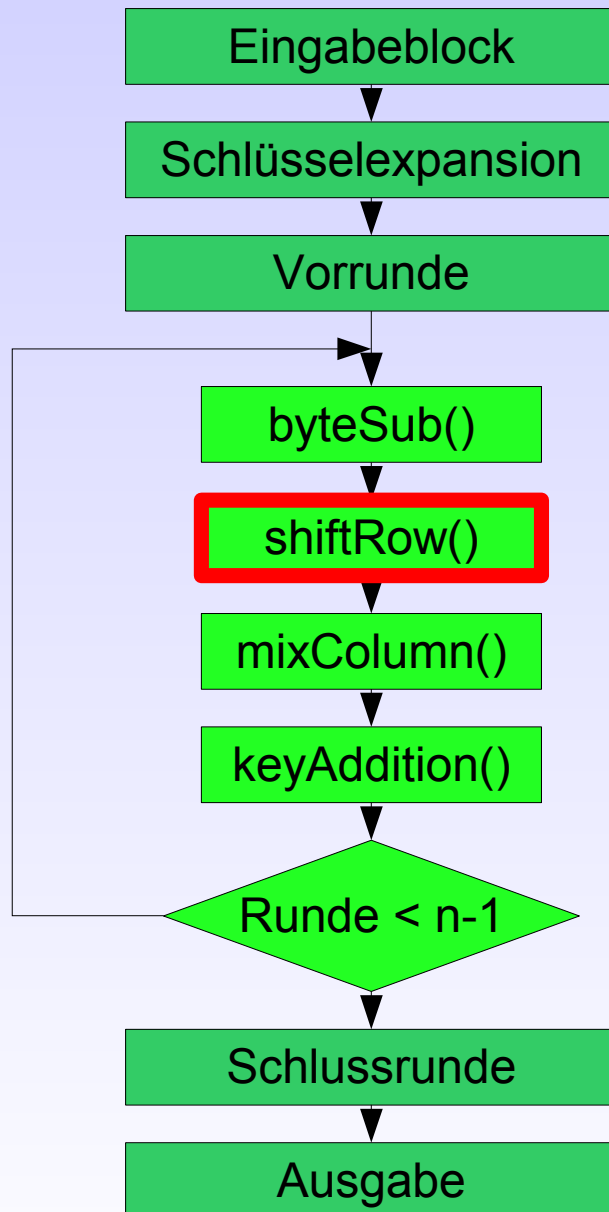 Eingabeblock
Schlüsselexpansion
Vorrunde
byteSub()
shiftRow()
mixColumn()
keyAddition()
Runde < n-1
Schlussrunde
Ausgabe